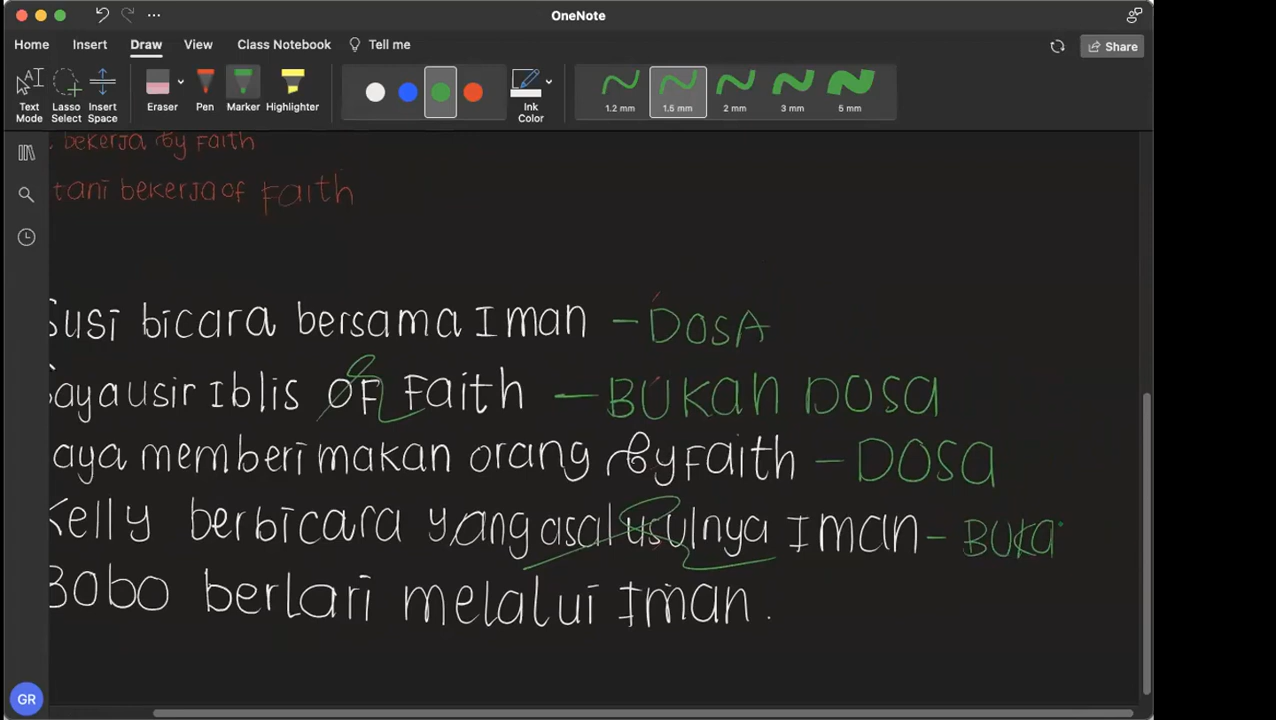 OneNote
Home Insert Draw View Class Notebook Tell me
Share
Text Mode
Lasso Select
Insert Space
Eraser
Pen
Marker
Highlighter
Ink Color
1.2 mm
1.5 mm
2 mm
3 mm
5 mm
bekerja By Faith
tani bekerja of Faith
Susi bicara bersama Iman - DOSA
Saya usir Iblis OF Faith - BUKAN DOSA
aya memberi makan orang By Faith - DOSA
Kelly berbicara yang asal usulnya Iman - BUKA
Bobo berlari melalui Iman.
GR